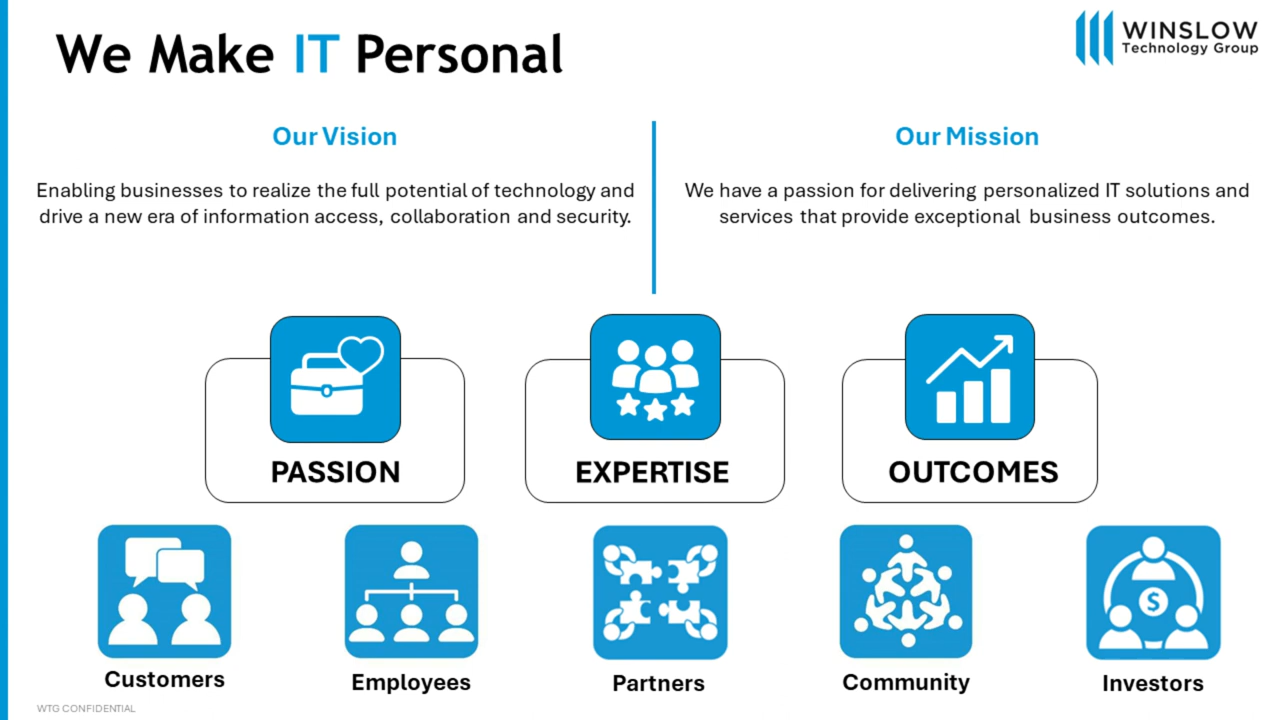 We Make IT Personal
WINSLOW
Technology Group
Our Vision
Enabling businesses to realize the full potential of technology and
drive a new era of information access, collaboration and security.
Our Mission
We have a passion for delivering personalized IT solutions and
services that provide exceptional business outcomes.
PASSION
EXPERTISE
OUTCOMES
$
Customers
Employees
Partners
Community
Investors
WTG CONFIDENTIAL